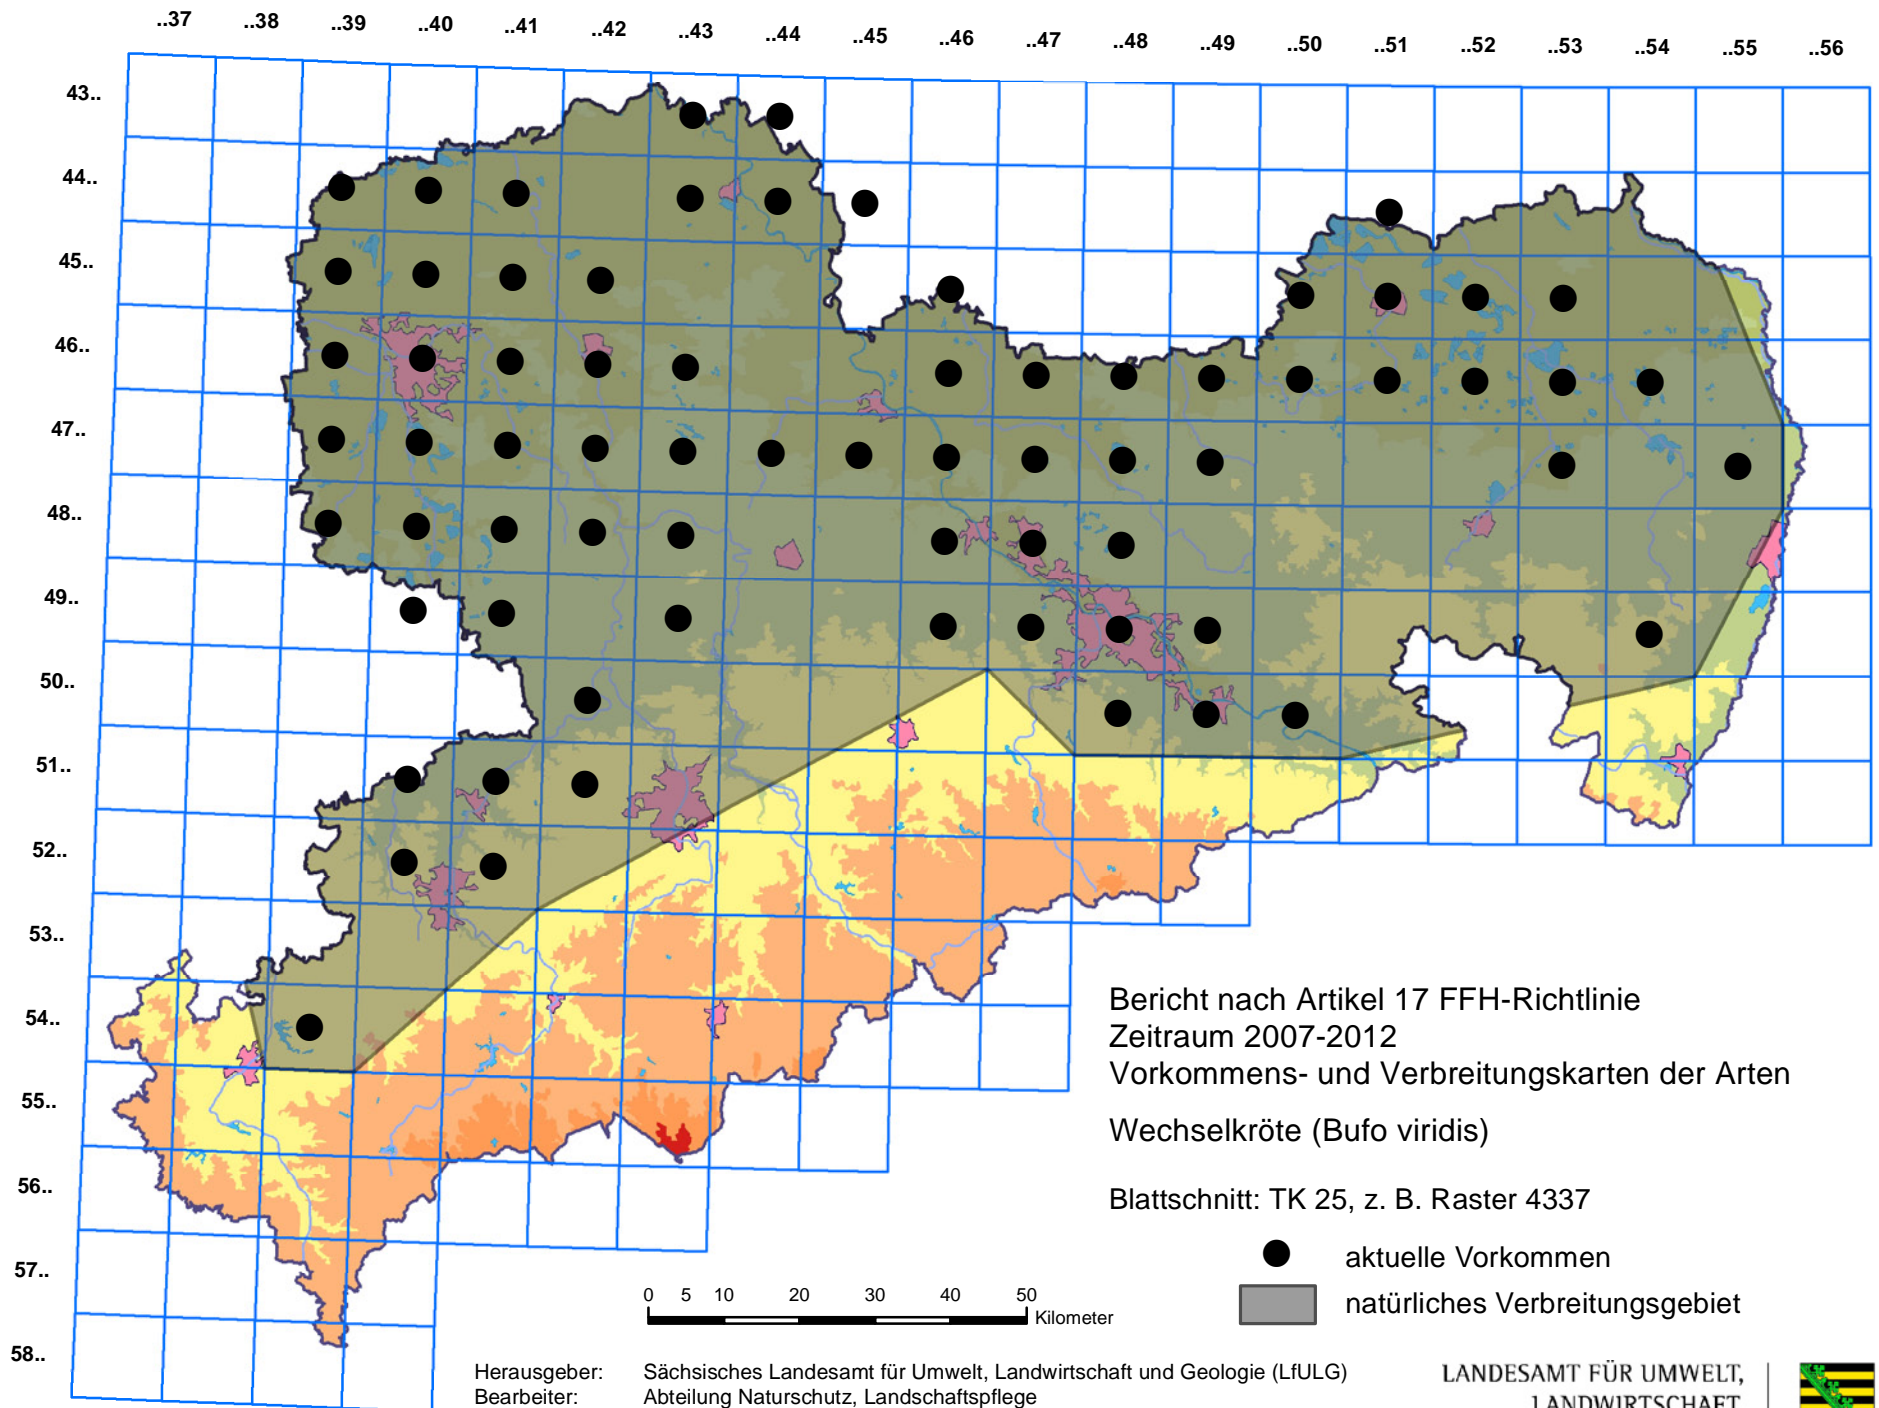 ..37 ..38 ..39 ..40 ..41 ..42 ..43 ..44 ..45 ..46 ..47 ..48 ..49 ..50 ..51 ..52 ..53 ..54 ..55 ..56
43..
44..
45..
46..
47..
48..
49..
50..
51..
52..
53..
54..
55..
56..
57..
58..
Bericht nach Artikel 17 FFH-Richtlinie
Zeitraum 2007-2012
Vorkommens- und Verbreitungskarten der Arten
Wechselkröte (Bufo viridis)
Blattschnitt: TK 25, z. B. Raster 4337
aktuelle Vorkommen
natürliches Verbreitungsgebiet
0 5 10 20 30 40 50
Kilometer
Herausgeber: Sächsisches Landesamt für Umwelt, Landwirtschaft und Geologie (LfULG)
Bearbeiter: Abteilung Naturschutz, Landschaftspflege
LANDESAMT FÜR UMWELT,
LANDWIRTSCHAFT